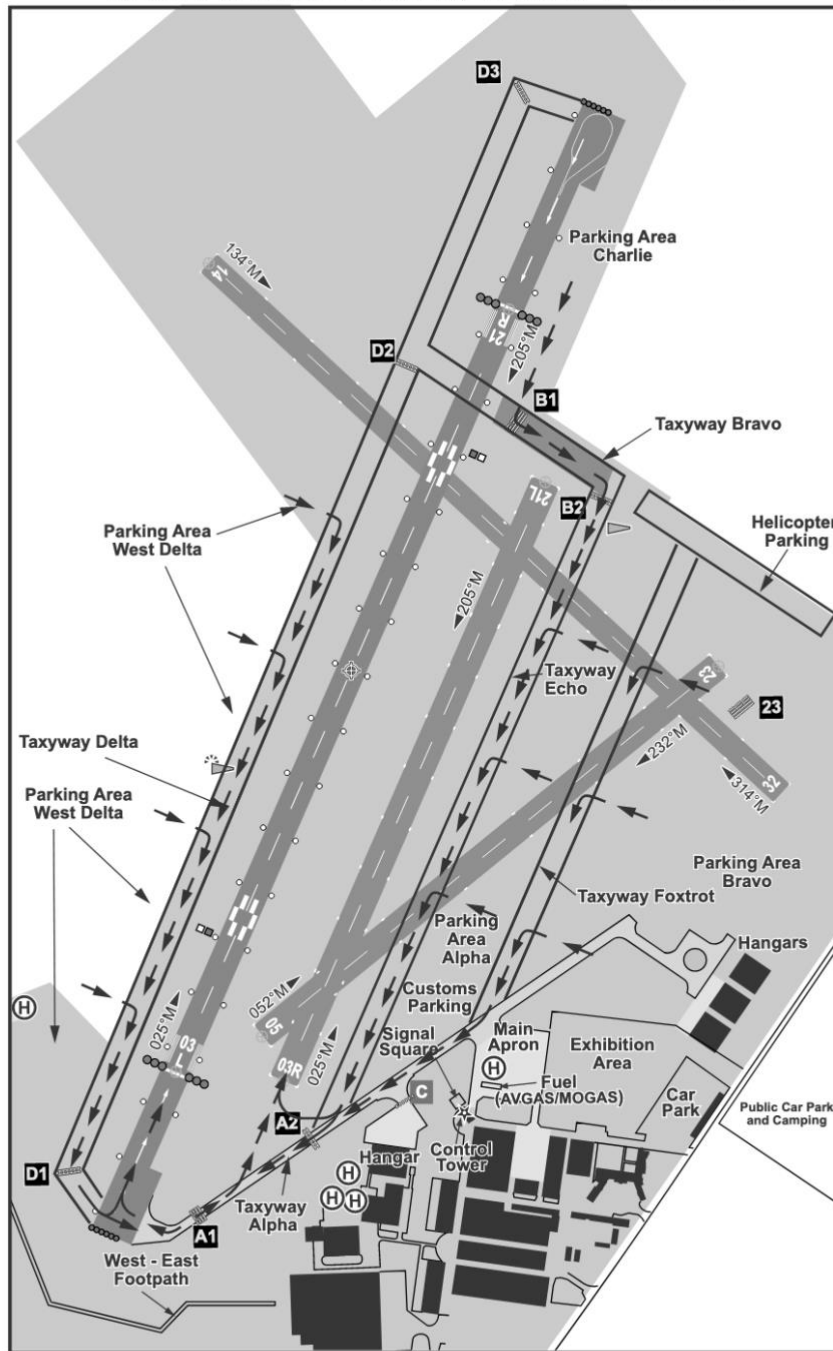 D3
Parking Area
Charlie
134°M
14
21
R
205°M
D2
B1
Taxyway Bravo
21L
B2
Helicopter
Parking
Parking Area
West Delta
205°M
Taxyway
Echo
23
23
232°M
314°M
32
Taxyway Delta
Parking Area
West Delta
Parking Area
Bravo
Taxyway Foxtrot
Parking
Area
Alpha
Hangars
H
Customs
Parking
052°M
05
025°M
Signal
Square
Main
Apron
Exhibition
Area
03
L
03R
025°M
H
Fuel
(AVGAS/MOGAS)
C
Car
Park
Public Car Park
and Camping
A2
Control
Tower
Hangar
H
H
H
D1
Taxyway
Alpha
A1
West - East
Footpath